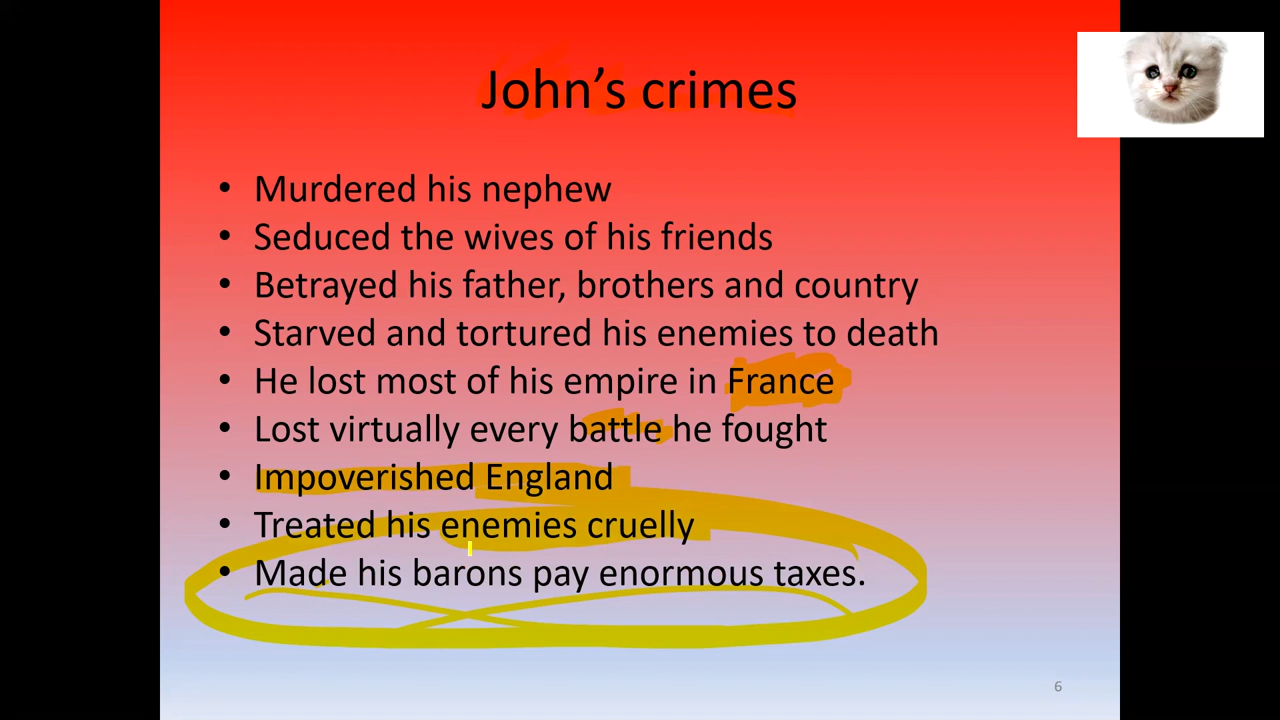 John’s crimes
• Murdered his nephew
• Seduced the wives of his friends
• Betrayed his father, brothers and country
• Starved and tortured his enemies to death
• He lost most of his empire in France
• Lost virtually every battle he fought
• Impoverished England
• Treated his enemies cruelly
• Made his barons pay enormous taxes.
6